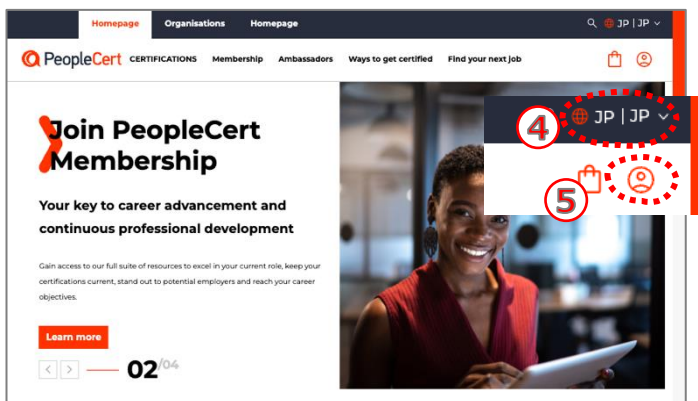 Homepage Organisations Homepage JP | JP
PeopleCert CERTIFICATIONS Membership Ambassadors Ways to get certified Find your next job
④ JP | JP
⑤
Join PeopleCert
Membership
Your key to career advancement and
continuous professional development
Gain access to our full suite of resources to excel in your current role, keep your
certifications current, stand out to potential employers and reach your career
objectives.
Learn more
02/04